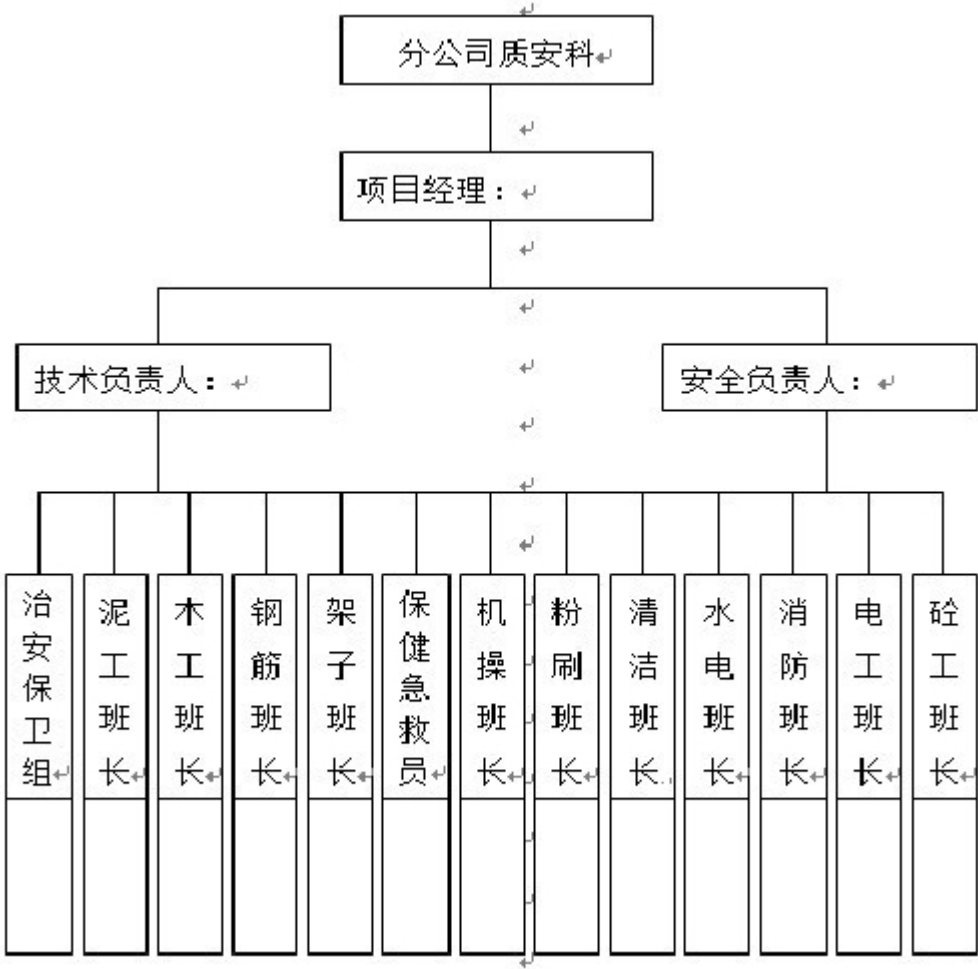 分公司质安科
项目经理：
技术负责人：
安全负责人：
治安保卫组
泥工班长
木工班长
钢筋班长
架子班长
保健急救员
机操班长
粉刷班长
清洁班长
水电班长
消防班长
电工班长
砼工班长